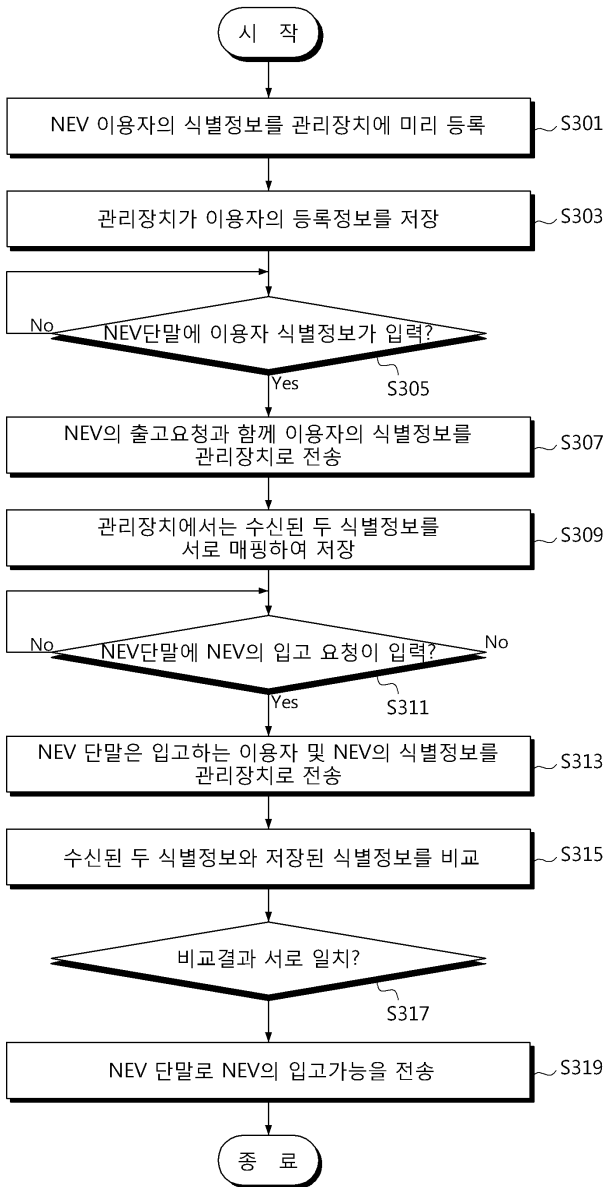 시 작
NEV 이용자의 식별정보를 관리장치에 미리 등록
S301
관리장치가 이용자의 등록정보를 저장
S303
No
NEV단말에 이용자 식별정보가 입력?
S305
Yes
NEV의 출고요청과 함께 이용자의 식별정보를
관리장치로 전송
S307
관리장치에서는 수신된 두 식별정보를
서로 매핑하여 저장
S309
No
NEV단말에 NEV의 입고 요청이 입력?
No
S311
Yes
NEV 단말은 입고하는 이용자 및 NEV의 식별정보를
관리장치로 전송
S313
수신된 두 식별정보와 저장된 식별정보를 비교
S315
비교결과 서로 일치?
S317
NEV 단말로 NEV의 입고가능을 전송
S319
종 료